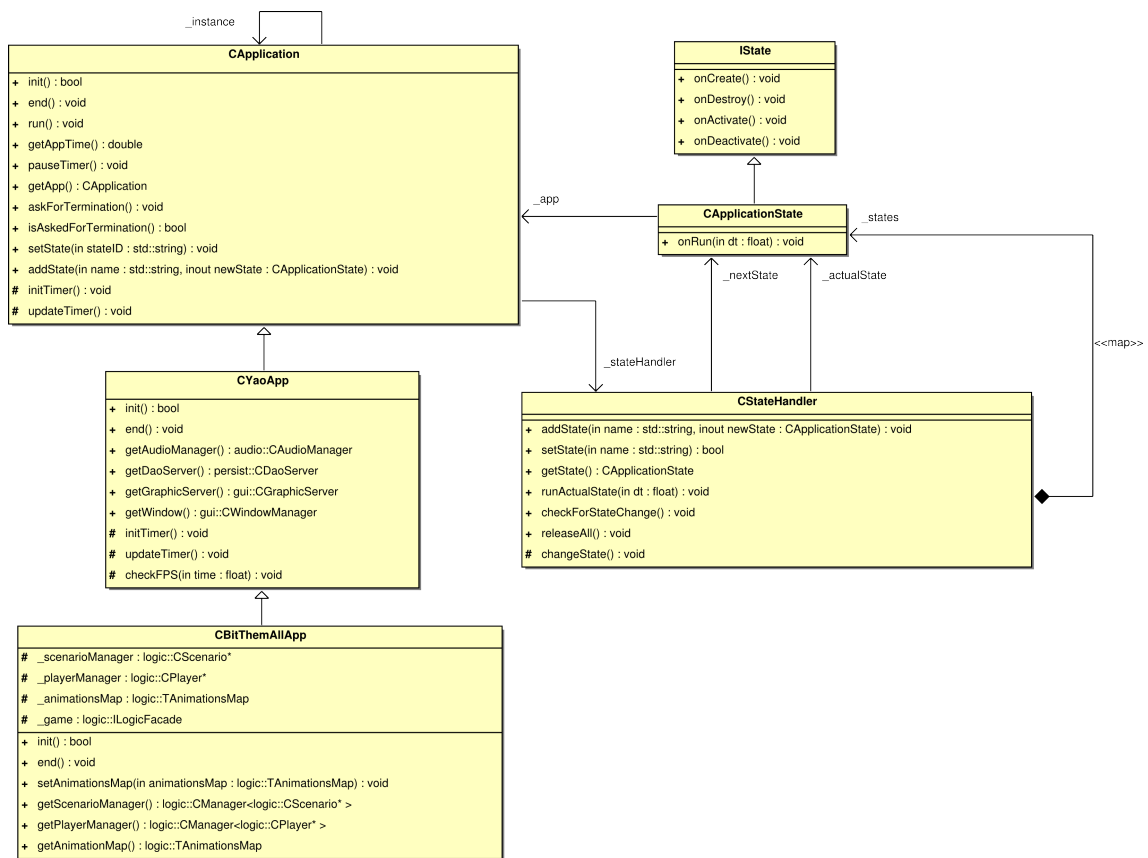 _instance
CApplication
+ init() : bool
+ end() : void
+ run() : void
+ getAppTime() : double
+ pauseTimer() : void
+ getApp() : CApplication
+ askForTermination() : void
+ isAskedForTermination() : bool
+ setState(in stateID : std::string) : void
+ addState(in name : std::string, inout newState : CApplicationState) : void
# initTimer() : void
# updateTimer() : void
IState
+ onCreate() : void
+ onDestroy() : void
+ onActivate() : void
+ onDeactivate() : void
_app
CApplicationState
+ onRun(in dt : float) : void
_states
_nextState
_actualState
<<map>>
_stateHandler
CYaoApp
+ init() : bool
+ end() : void
+ getAudioManager() : audio::CAudioManager
+ getDaoServer() : persist::CDaoServer
+ getGraphicServer() : gui::CGraphicServer
+ getWindow() : gui::CWindowManager
# initTimer() : void
# updateTimer() : void
# checkFPS(in time : float) : void
CStateHandler
+ addState(in name : std::string, inout newState : CApplicationState) : void
+ setState(in name : std::string) : bool
+ getState() : CApplicationState
+ runActualState(in dt : float) : void
+ checkForStateChange() : void
+ releaseAll() : void
# changeState() : void
CBitThemAllApp
# _scenarioManager : logic::CScenario*
# _playerManager : logic::CPlayer*
# _animationsMap : logic::TAnimationsMap
# _game : logic::ILogicFacade
+ init() : bool
+ end() : void
+ setAnimationsMap(in animationsMap : logic::TAnimationsMap) : void
+ getScenarioManager() : logic::CManager<logic::CScenario* >
+ getPlayerManager() : logic::CManager<logic::CPlayer* >
+ getAnimationMap() : logic::TAnimationsMap